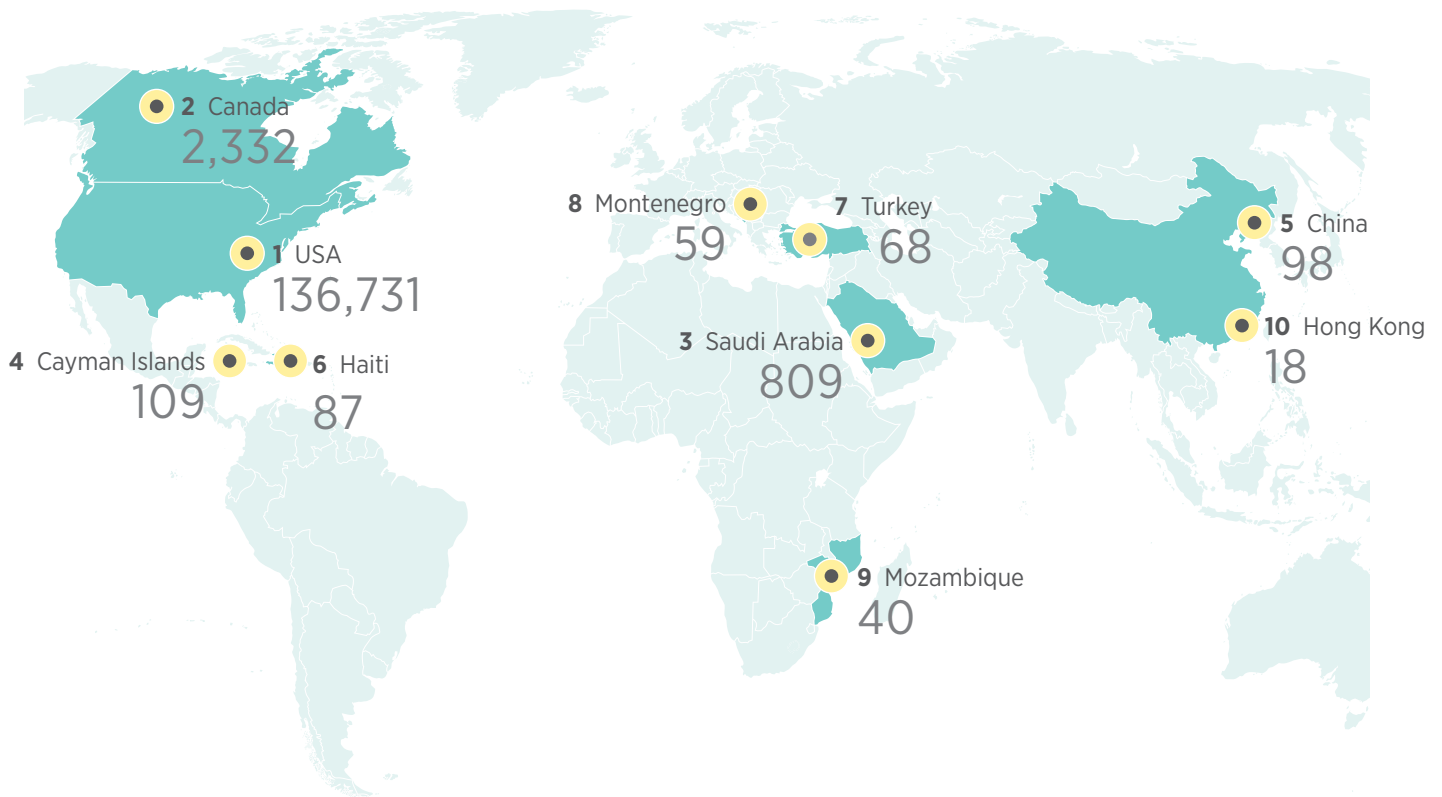 2 Canada
2,332
8 Montenegro
59
7 Turkey
68
5 China
98
1 USA
136,731
10 Hong Kong
18
3 Saudi Arabia
809
4 Cayman Islands
109
6 Haiti
87
9 Mozambique
40